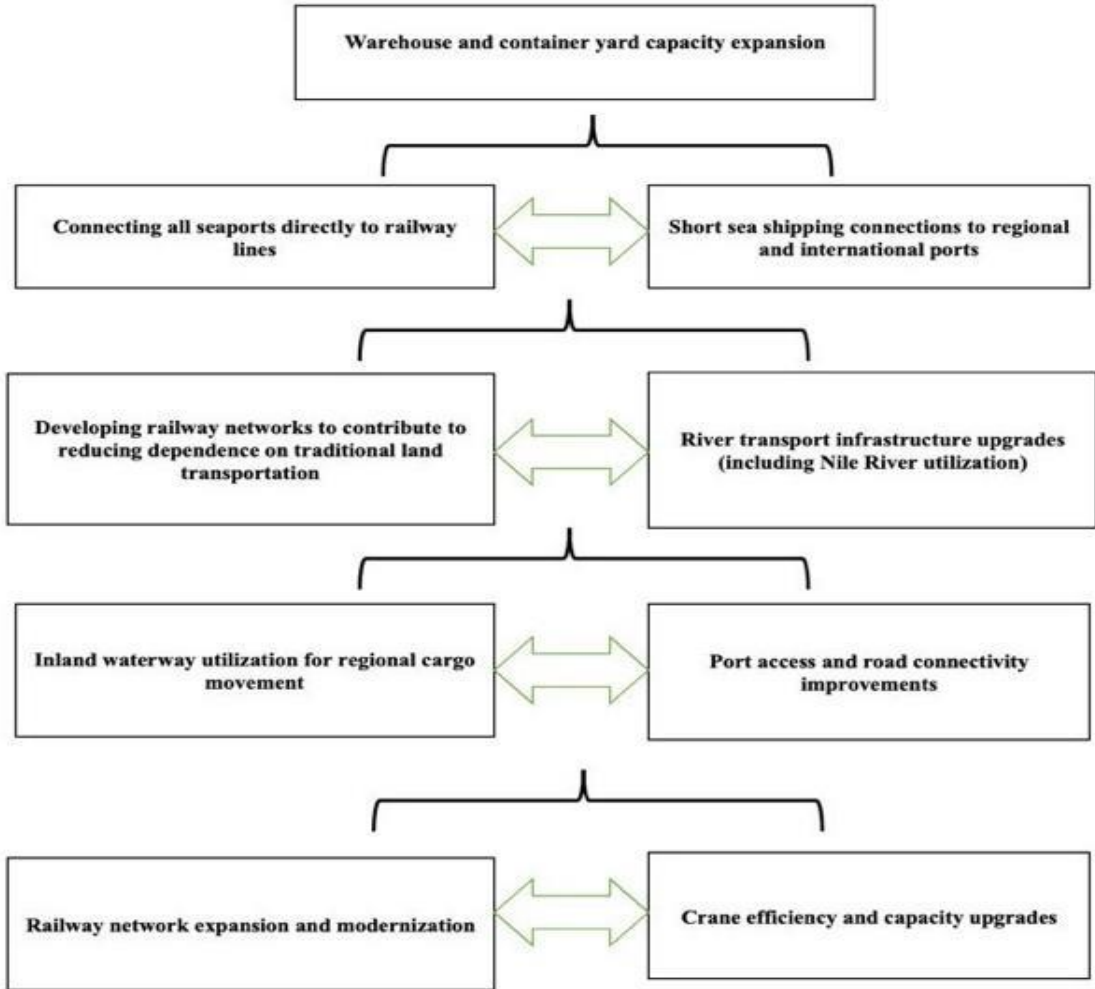 Warehouse and container yard capacity expansion
Connecting all seaports directly to railway
lines
Short sea shipping connections to regional
and international ports
Developing railway networks to contribute to
reducing dependence on traditional land
transportation
River transport infrastructure upgrades
(including Nile River utilization)
Inland waterway utilization for regional cargo
movement
Port access and road connectivity
improvements
Railway network expansion and modernization
Crane efficiency and capacity upgrades